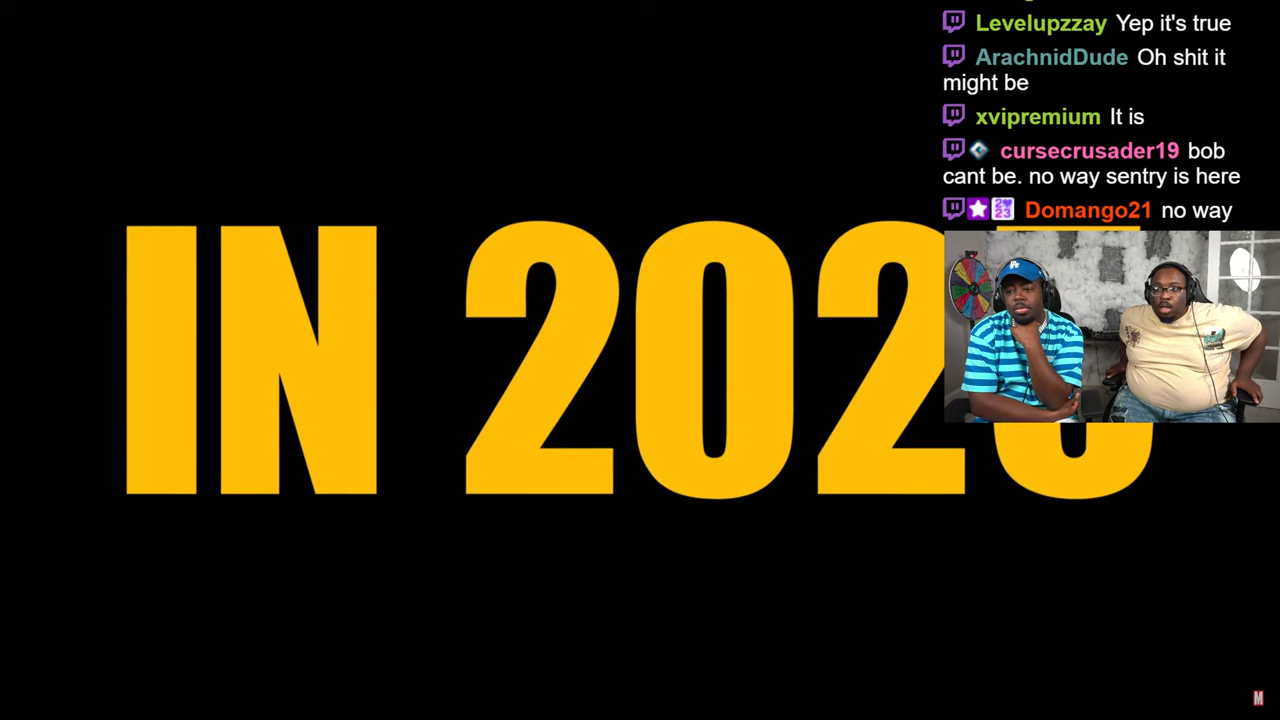 Levelupzzay Yep it's true
ArachnidDude Oh shit it
might be
xvipremium It is
cursecrusader19 bob
cant be. no way sentry is here
Domango21 no way
IN 202
M